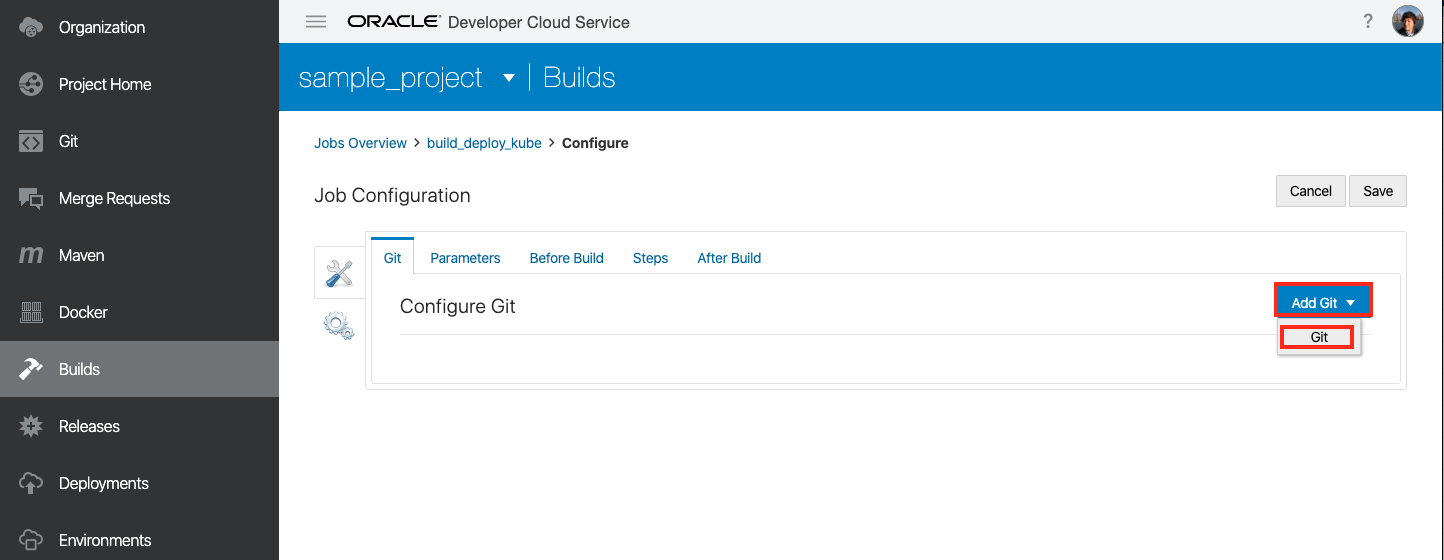 Organization
Project Home
Git
Merge Requests
Maven
Docker
Builds
Releases
Deployments
Environments
ORACLE® Developer Cloud Service
?
sample_project Builds
Jobs Overview > build_deploy_kube > Configure
Job Configuration
Cancel Save
Git Parameters Before Build Steps After Build
Configure Git
Add Git
Git